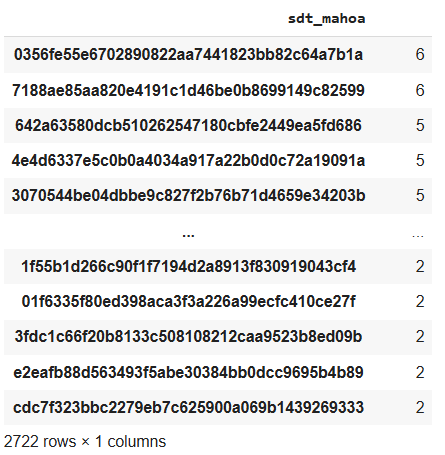 sdt_mahoa
0356fe55e6702890822aa7441823bb82c64a7b1a 6
7188ae85aa820e4191c1d46be0b8699149c82599 6
642a63580dcb510262547180cbfe2449ea5fd686 5
4e4d6337e5c0b0a4034a917a22b0d0c72a19091a 5
3070544be04dbbe9c827f2b76b71d4659e34203b 5
... ...
1f55b1d266c90f1f7194d2a8913f830919043cf4 2
01f6335f80ed398aca3f3a226a99ecfc410ce27f 2
3fdc1c66f20b8133c508108212caa9523b8ed09b 2
e2eafb88d563493f5abe30384bb0dcc9695b4b89 2
cdc7f323bbc2279eb7c625900a069b1439269333 2
2722 rows × 1 columns